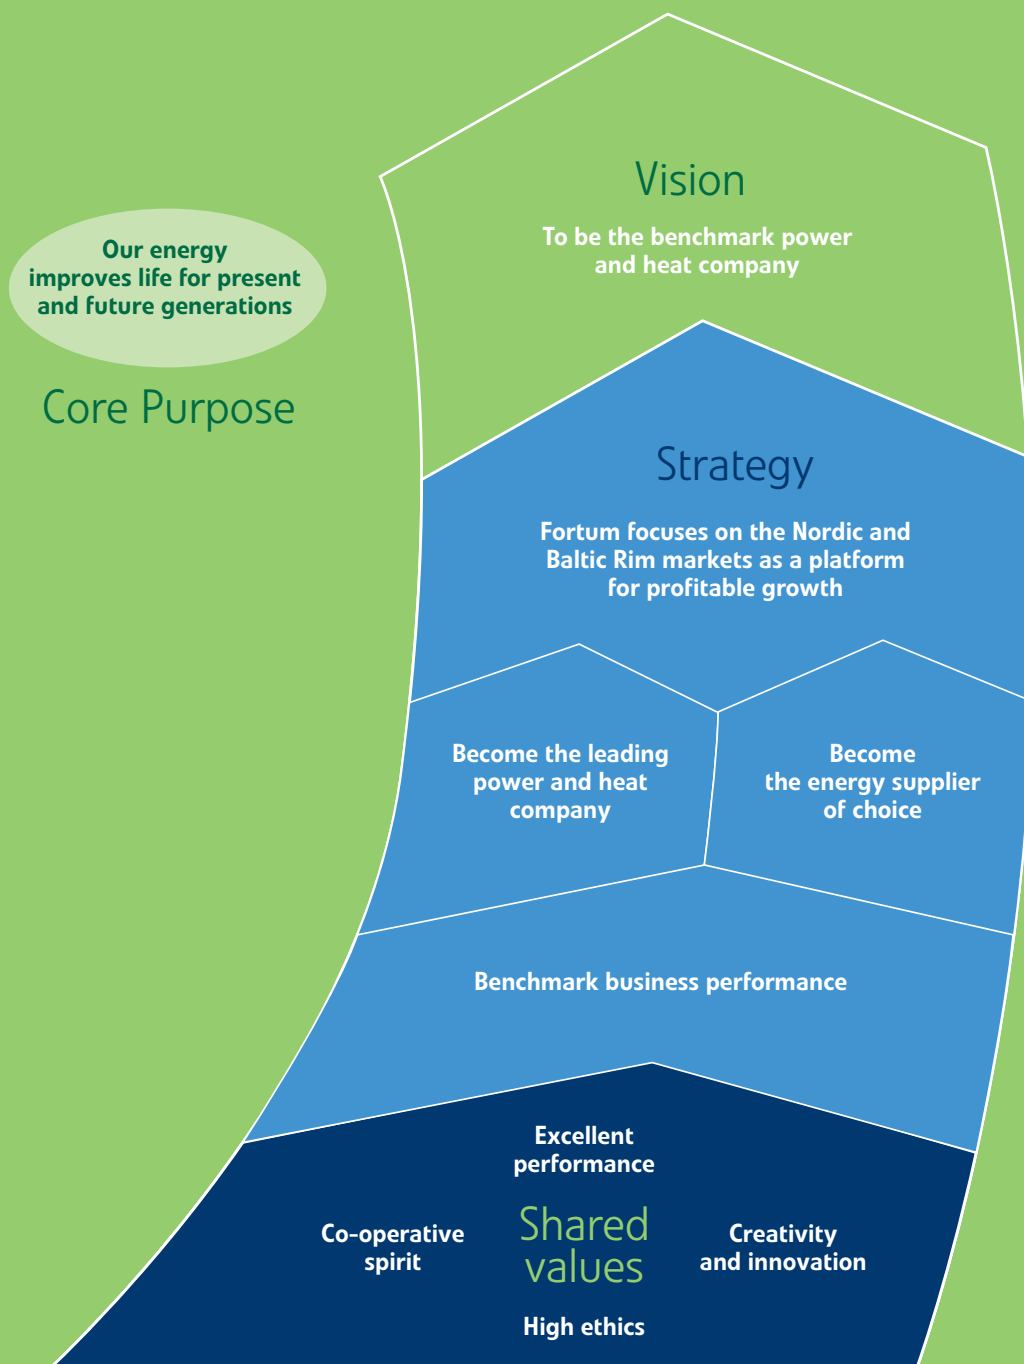 Vision
To be the benchmark power
and heat company
Our energy
improves life for present
and future generations
Core Purpose
Strategy
Fortum focuses on the Nordic and
Baltic Rim markets as a platform
for profitable growth
Become the leading
power and heat
company
Become
the energy supplier
of choice
Benchmark business performance
Excellent
performance
Co-operative
spirit
Shared
values
Creativity
and innovation
High ethics